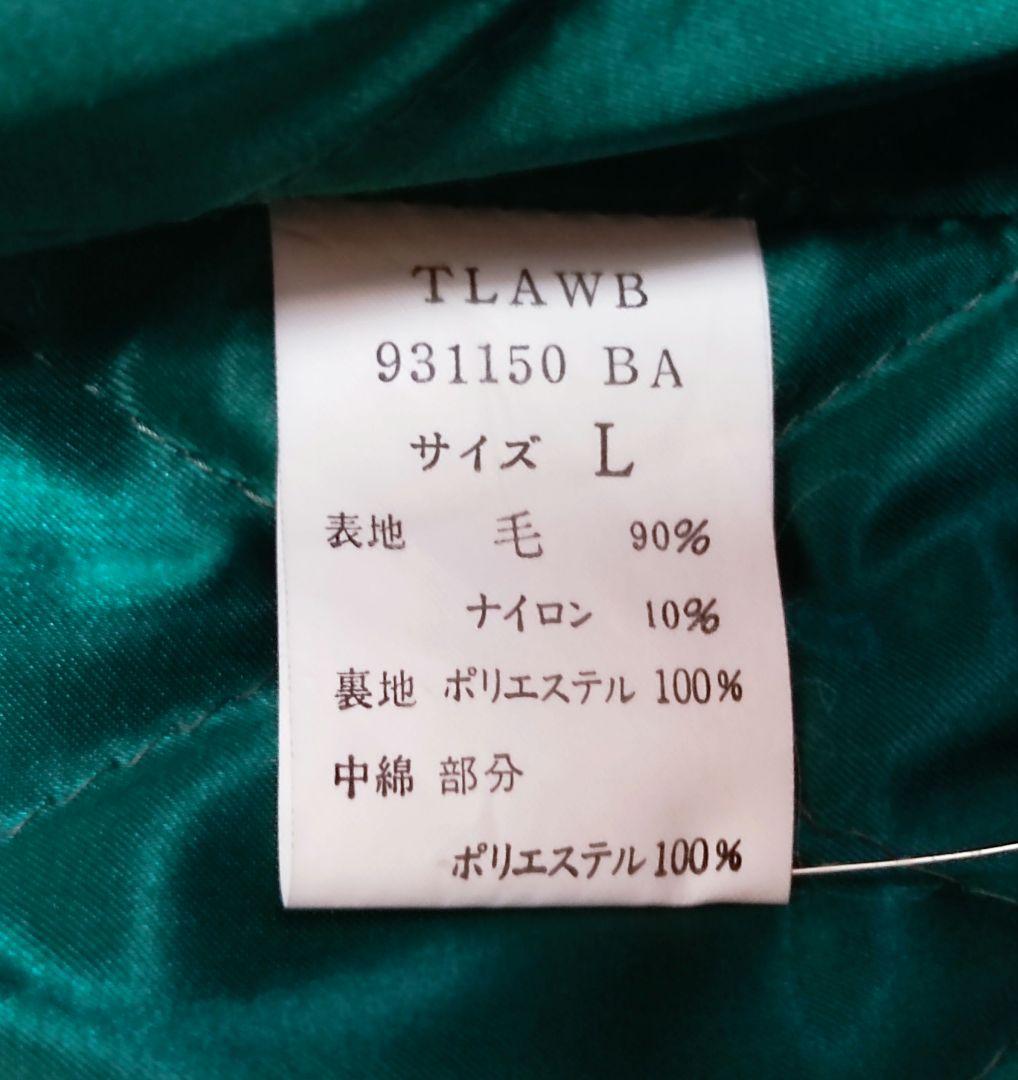 TLAWB
931150 BA
サイズ L
表地 毛 90%
ナイロン 10%
裏地 ポリエステル 100%
中綿 部分
ポリエステル 100%